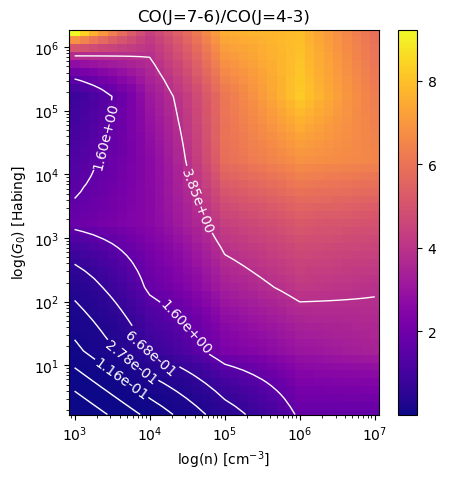 CO(J=7-6)/CO(J=4-3)
10⁶
10⁵
10⁴
10³
10²
10¹
log(G₀) [Habing]
1.60e+00
3.85e+00
1.60e+00
6.68e-01
2.78e-01
1.16e-01
10³ 10⁴ 10⁵ 10⁶ 10⁷
log(n) [cm⁻³]
8
6
4
2